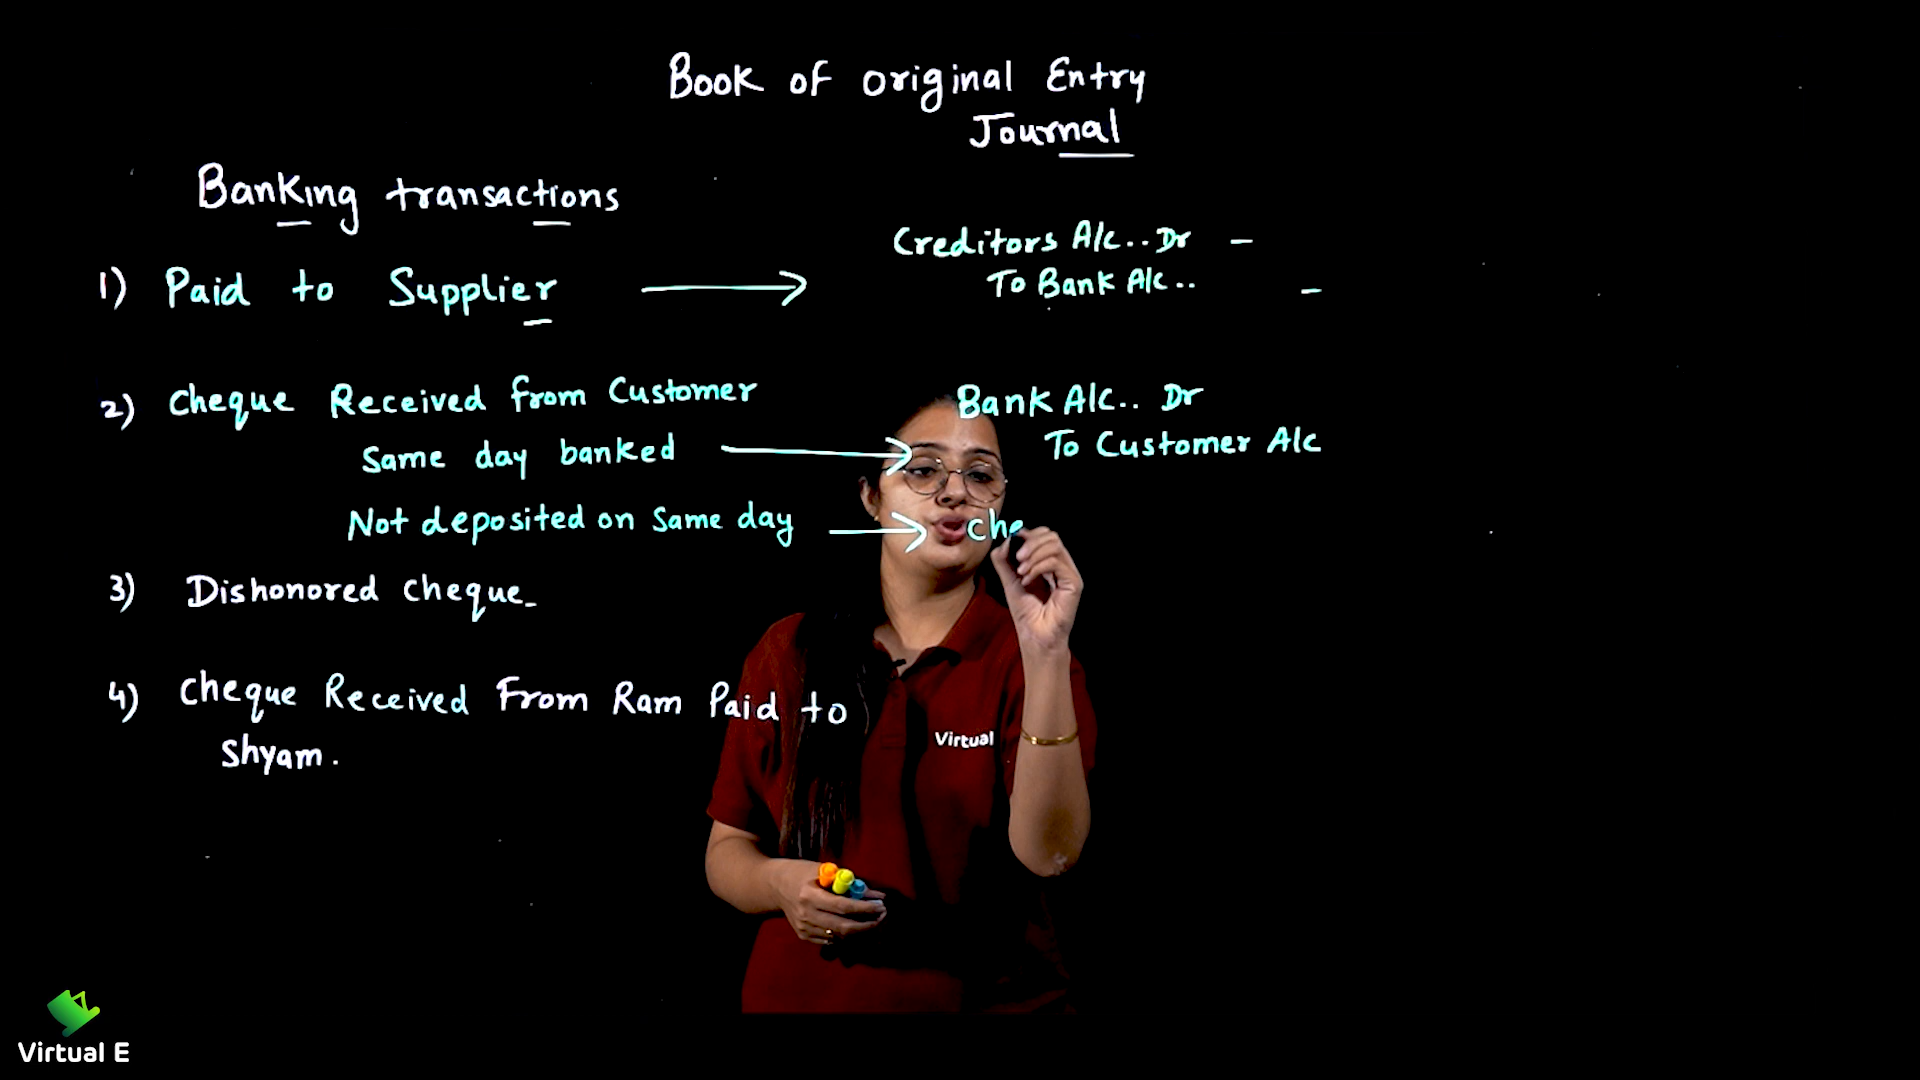 Book of original Entry
Journal
Banking transactions
Creditors A/c.. Dr -
To Bank A/c.. -
1) Paid to Supplier
2) Cheque Received from Customer
Bank A/c.. Dr
To Customer A/c
Same day banked
Not deposited on Same day
Che
3) Dishonored Cheque_
4) Cheque Received From Ram Paid to
Shyam.
Virtual
Virtual E